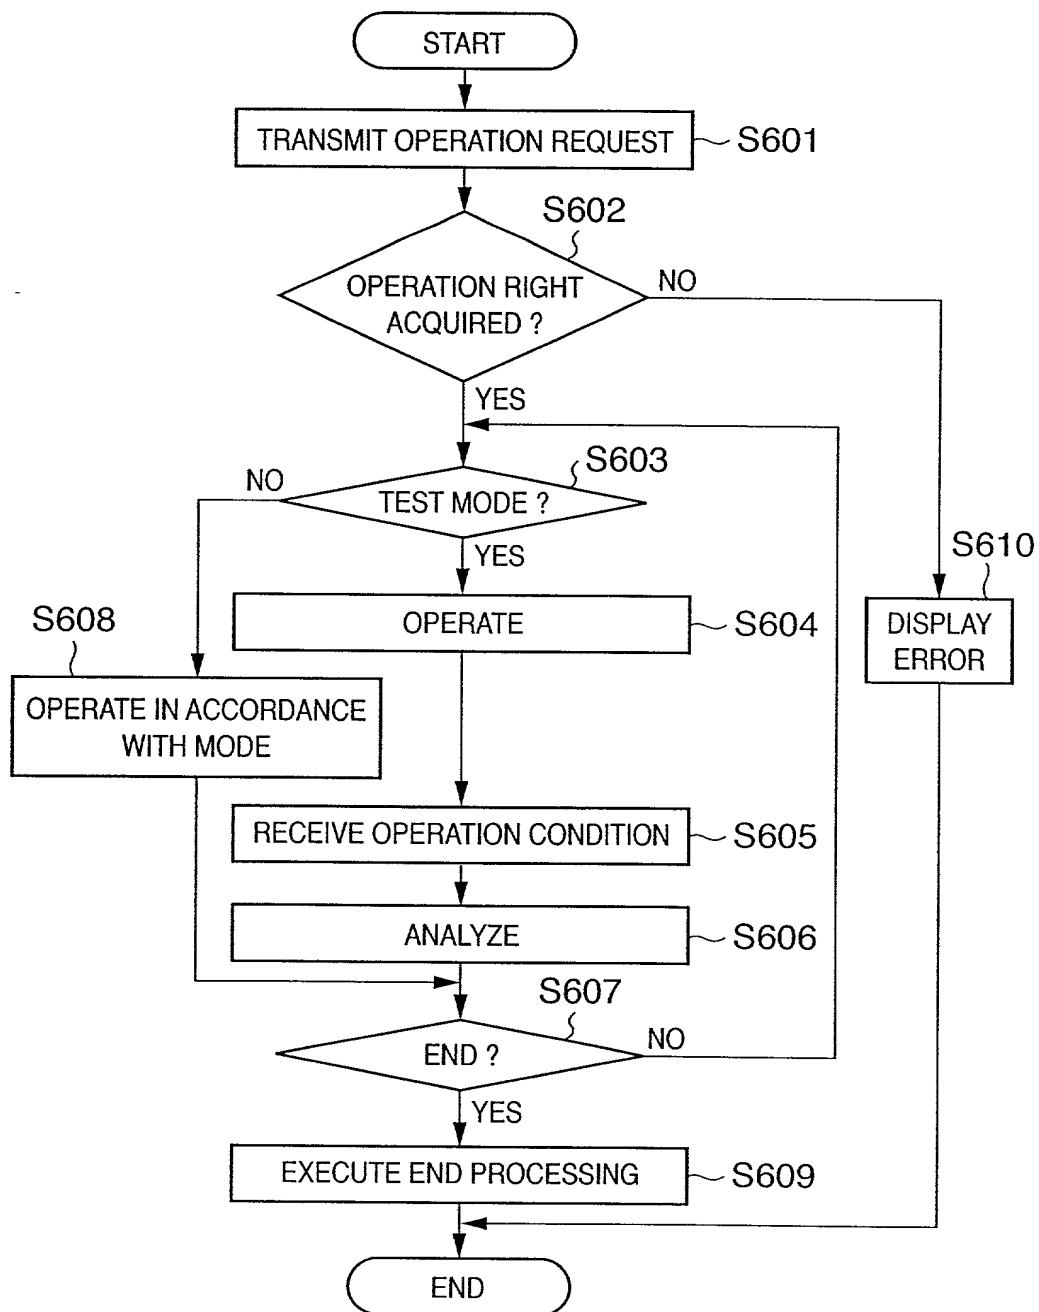 START
TRANSMIT OPERATION REQUEST
S601
S602
OPERATION RIGHT
ACQUIRED ?
NO
YES
S603
NO
TEST MODE ?
YES
S610
S608
OPERATE
S604
DISPLAY
ERROR
OPERATE IN ACCORDANCE
WITH MODE
RECEIVE OPERATION CONDITION
S605
ANALYZE
S606
S607
END ?
NO
YES
EXECUTE END PROCESSING
S609
END